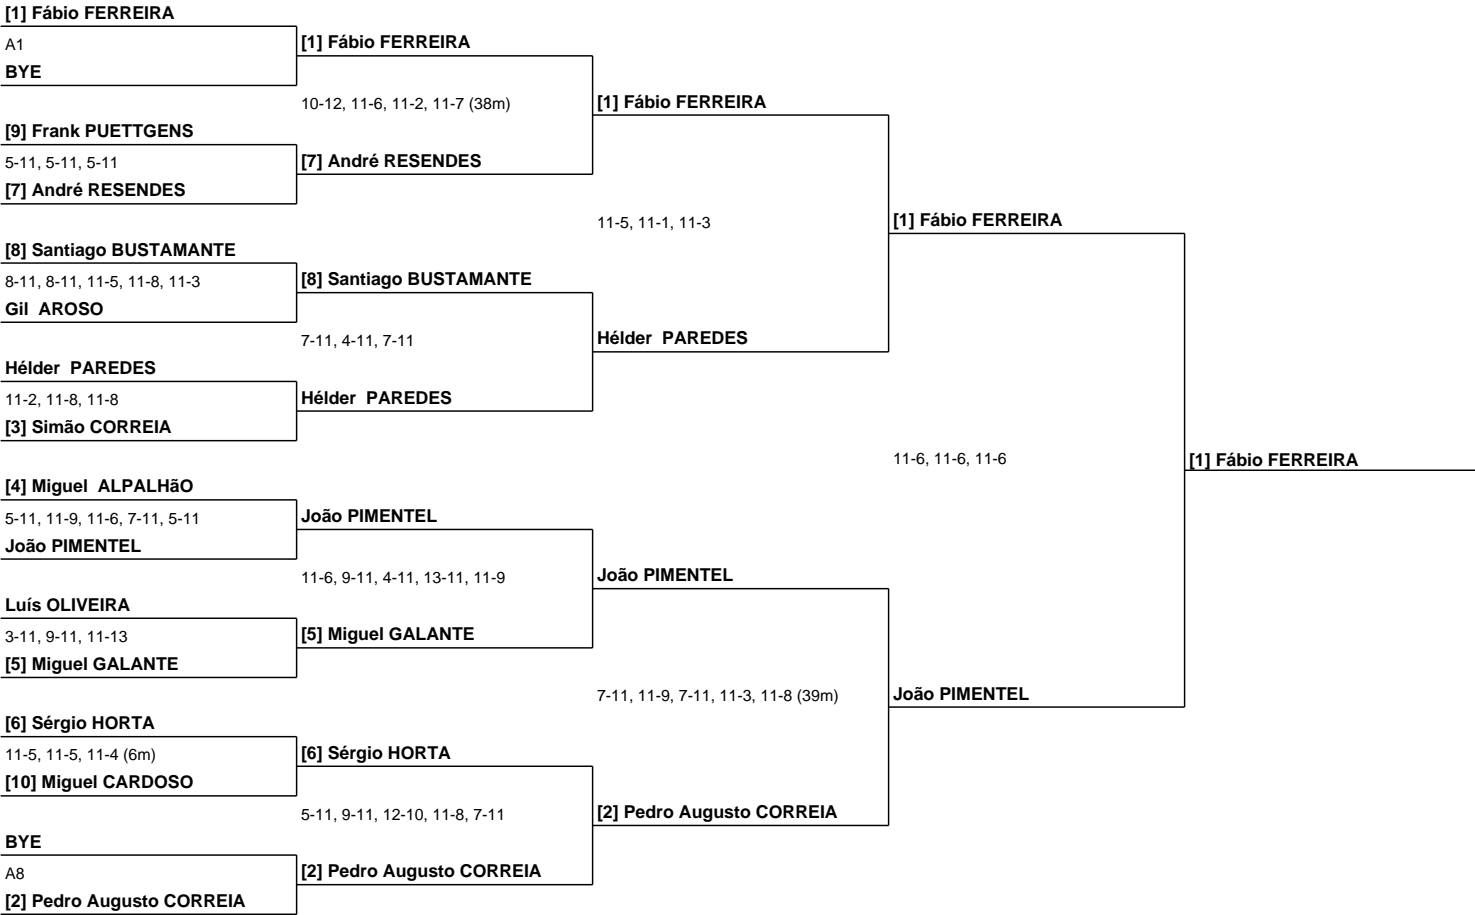 [1] Fábio FERREIRA
A1
BYE
[9] Frank PUETTGENS
5-11, 5-11, 5-11
[7] André RESENDES
[8] Santiago BUSTAMANTE
8-11, 8-11, 11-5, 11-8, 11-3
Gil AROSO
Hélder PAREDES
11-2, 11-8, 11-8
[3] Simão CORREIA
[4] Miguel ALPALHãO
5-11, 11-9, 11-6, 7-11, 5-11
João PIMENTEL
Luís OLIVEIRA
3-11, 9-11, 11-13
[5] Miguel GALANTE
[6] Sérgio HORTA
11-5, 11-5, 11-4 (6m)
[10] Miguel CARDOSO
BYE
A8
[2] Pedro Augusto CORREIA
[1] Fábio FERREIRA
10-12, 11-6, 11-2, 11-7 (38m)
[7] André RESENDES
[8] Santiago BUSTAMANTE
7-11, 4-11, 7-11
Hélder PAREDES
João PIMENTEL
11-6, 9-11, 4-11, 13-11, 11-9
[5] Miguel GALANTE
[6] Sérgio HORTA
5-11, 9-11, 12-10, 11-8, 7-11
[2] Pedro Augusto CORREIA
[1] Fábio FERREIRA
11-5, 11-1, 11-3
Hélder PAREDES
João PIMENTEL
7-11, 11-9, 7-11, 11-3, 11-8 (39m)
[2] Pedro Augusto CORREIA
[1] Fábio FERREIRA
11-6, 11-6, 11-6
João PIMENTEL
[1] Fábio FERREIRA